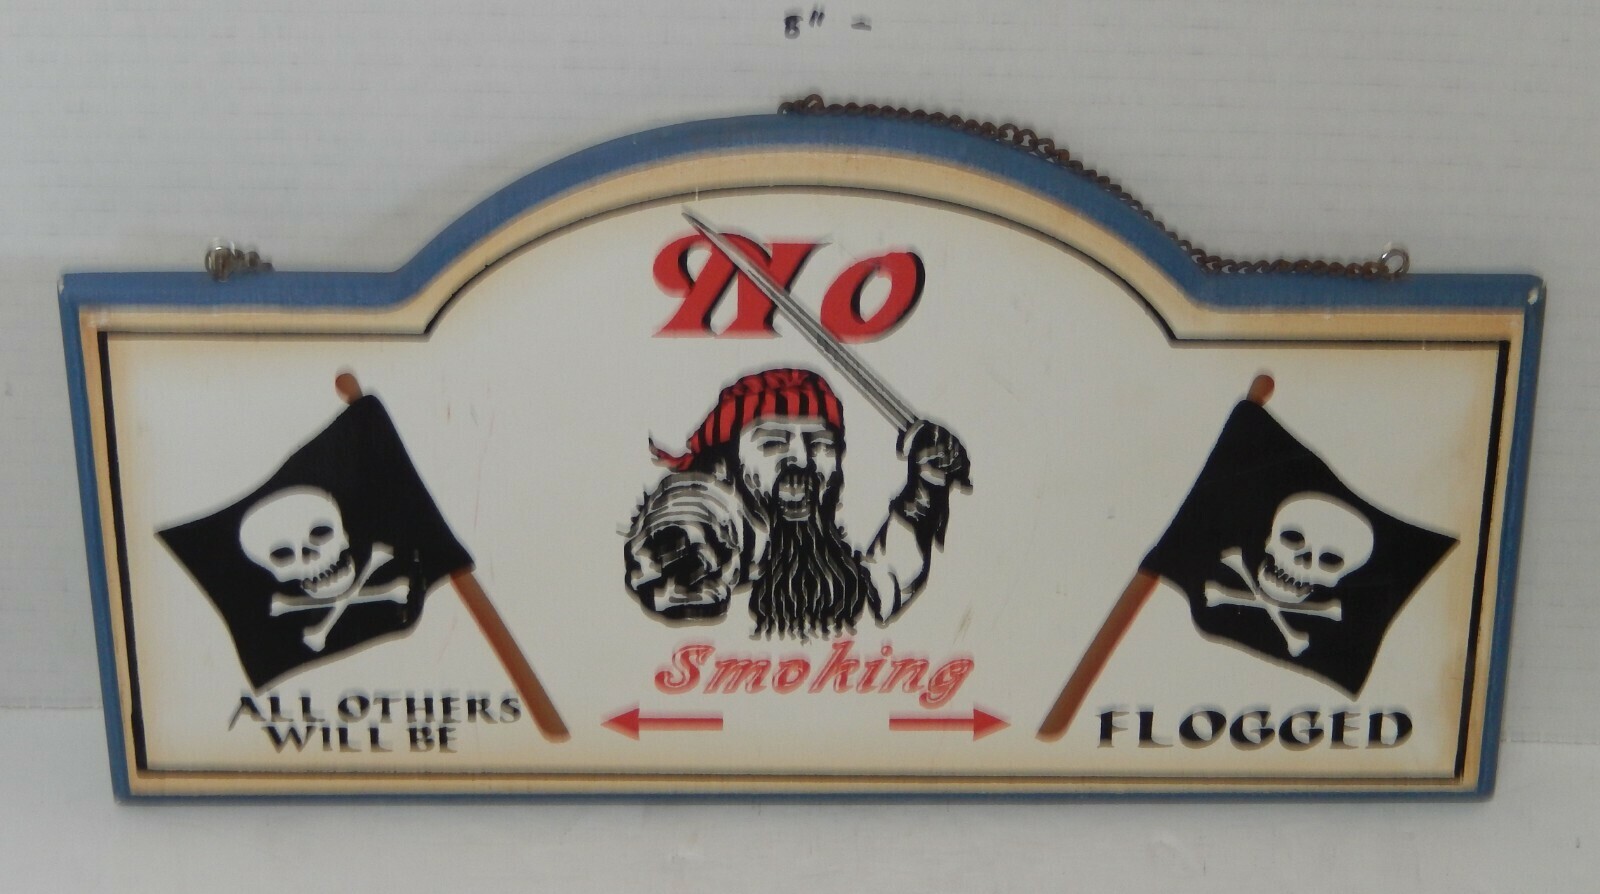 8" -
No
Smoking
ALL OTHERS
WILL BE
FLOGGED